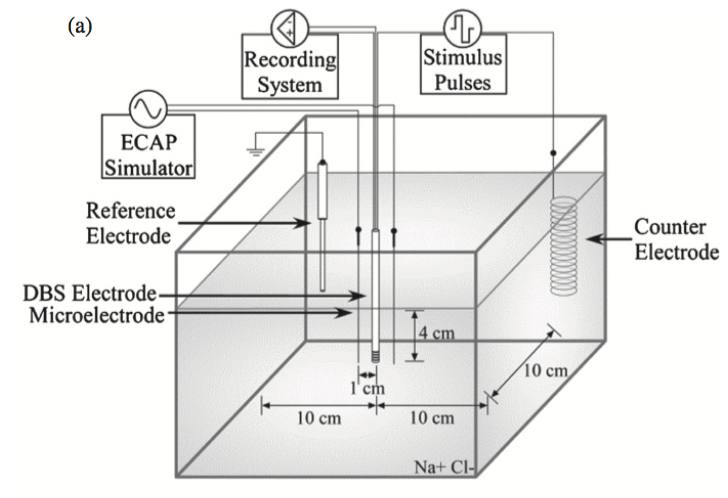 (a)
Recording
System
Stimulus
Pulses
ECAP
Simulator
Reference
Electrode
Counter
Electrode
DBS Electrode
Microelectrode
4 cm
1 cm
10 cm
10 cm
10 cm
Na+ Cl-